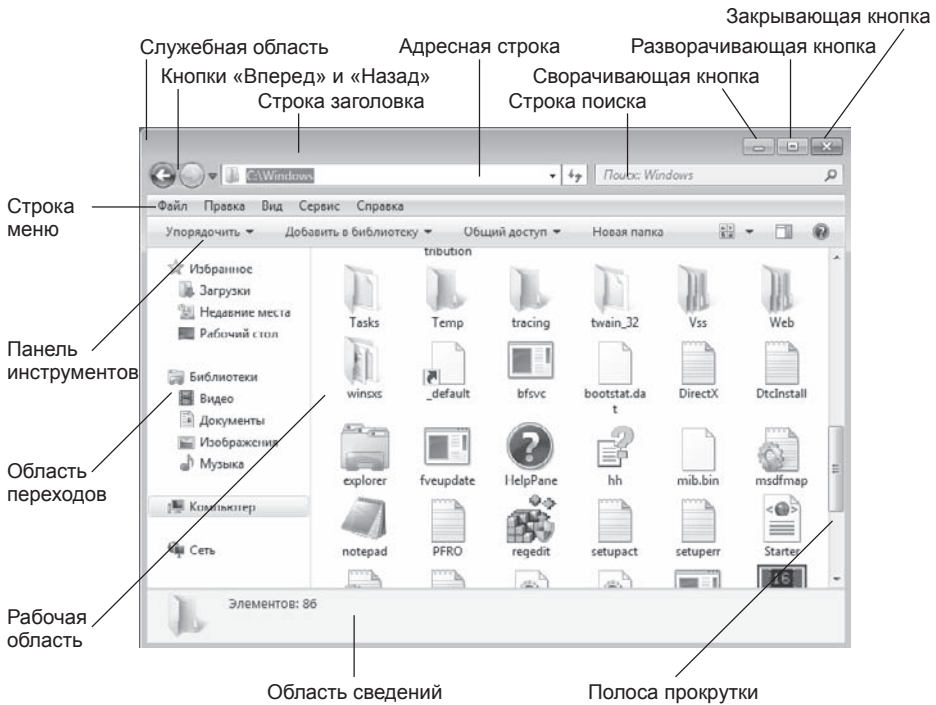 Закрывающая кнопка
Служебная область
Адресная строка
Разворачивающая кнопка
Кнопки «Вперед» и «Назад»
Сворачивающая кнопка
Строка заголовка
Строка поиска
C:\Windows
Поиск: Windows
Строка
меню
Файл Правка Вид Сервис Справка
Упорядочить Добавить в библиотеку Общий доступ Новая папка
tribution
Избранное
Загрузки
Недавние места
Рабочий стол
Tasks Temp tracing twain_32 Vss Web
Панель
инструментов
Библиотеки
Видео
Документы
Изображения
Музыка
winsxs _default bfsvc bootstat.da DirectX DtcInstall
t
Область
переходов
explorer fveupdate HelpPane hh mib.bin msdfmap
Компьютер
Сеть
notepad PFRO regedit setupact setuperr Starter
16
Рабочая
область
Элементов: 86
Область сведений
Полоса прокрутки